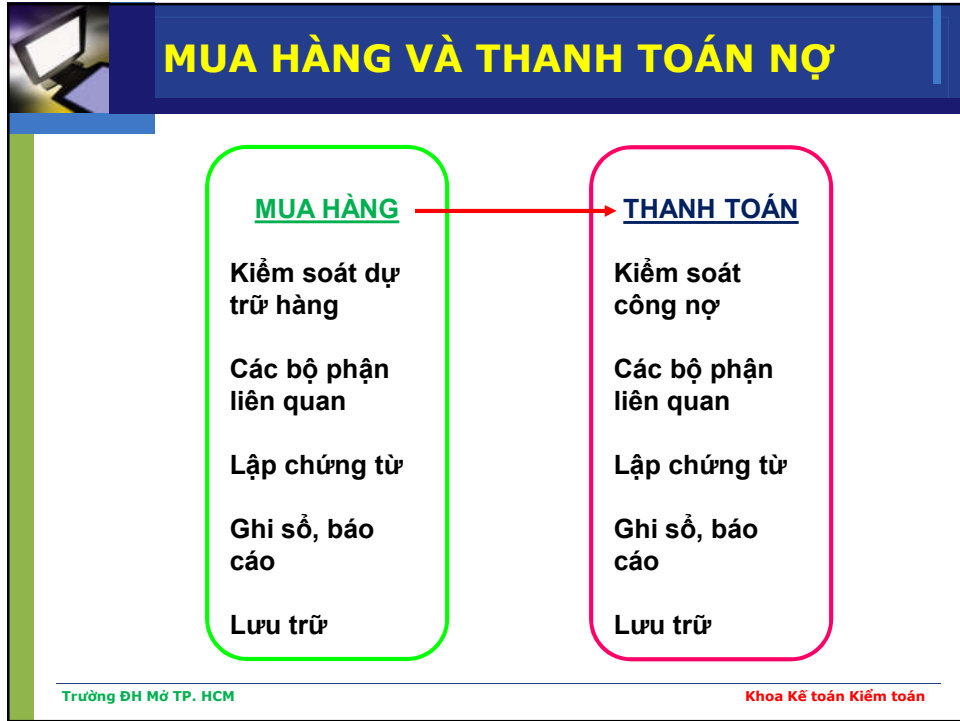 MUA HÀNG VÀ THANH TOÁN NỢ
MUA HÀNG
Kiểm soát dự
trữ hàng
Các bộ phận
liên quan
Lập chứng từ
Ghi sổ, báo
cáo
Lưu trữ
THANH TOÁN
Kiểm soát
công nợ
Các bộ phận
liên quan
Lập chứng từ
Ghi sổ, báo
cáo
Lưu trữ
Trường ĐH Mở TP. HCM
Khoa Kế toán Kiểm toán